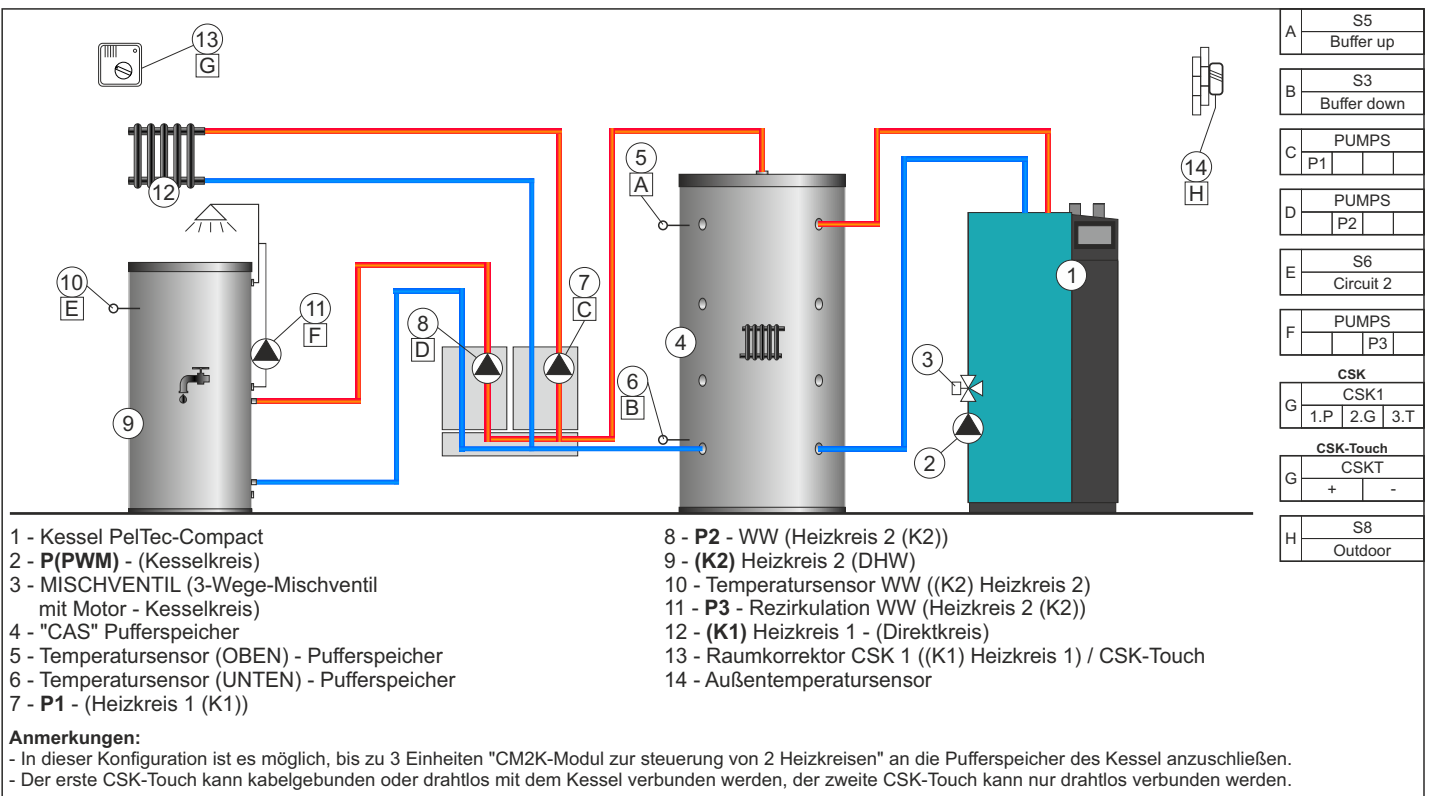 13
G
12
10
E
11
F
9
8
D
7
C
5
A
6
B
4
3
2
1
14
H
A
S5
Buffer up
B
S3
Buffer down
C
PUMPS
P1
D
PUMPS
P2
E
S6
Circuit 2
F
PUMPS
P3
CSK
G
CSK1
1.P 2.G 3.T
CSK-Touch
G
CSKT
+ -
H
S8
Outdoor
1 - Kessel PelTec-Compact
2 - P(PWM) - (Kesselkreis)
3 - MISCHVENTIL (3-Wege-Mischventil
mit Motor - Kesselkreis)
4 - "CAS" Pufferspeicher
5 - Temperatursensor (OBEN) - Pufferspeicher
6 - Temperatursensor (UNTEN) - Pufferspeicher
7 - P1 - (Heizkreis 1 (K1))
8 - P2 - WW (Heizkreis 2 (K2))
9 - (K2) Heizkreis 2 (DHW)
10 - Temperatursensor WW ((K2) Heizkreis 2)
11 - P3 - Rezirkulation WW (Heizkreis 2 (K2))
12 - (K1) Heizkreis 1 - (Direktkreis)
13 - Raumkorrektor CSK 1 ((K1) Heizkreis 1) / CSK-Touch
14 - Außentemperatursensor
Anmerkungen:
- In dieser Konfiguration ist es möglich, bis zu 3 Einheiten "CM2K-Modul zur steuerung von 2 Heizkreisen" an die Pufferspeicher des Kessel anzuschließen.
- Der erste CSK-Touch kann kabelgebunden oder drahtlos mit dem Kessel verbunden werden, der zweite CSK-Touch kann nur drahtlos verbunden werden.